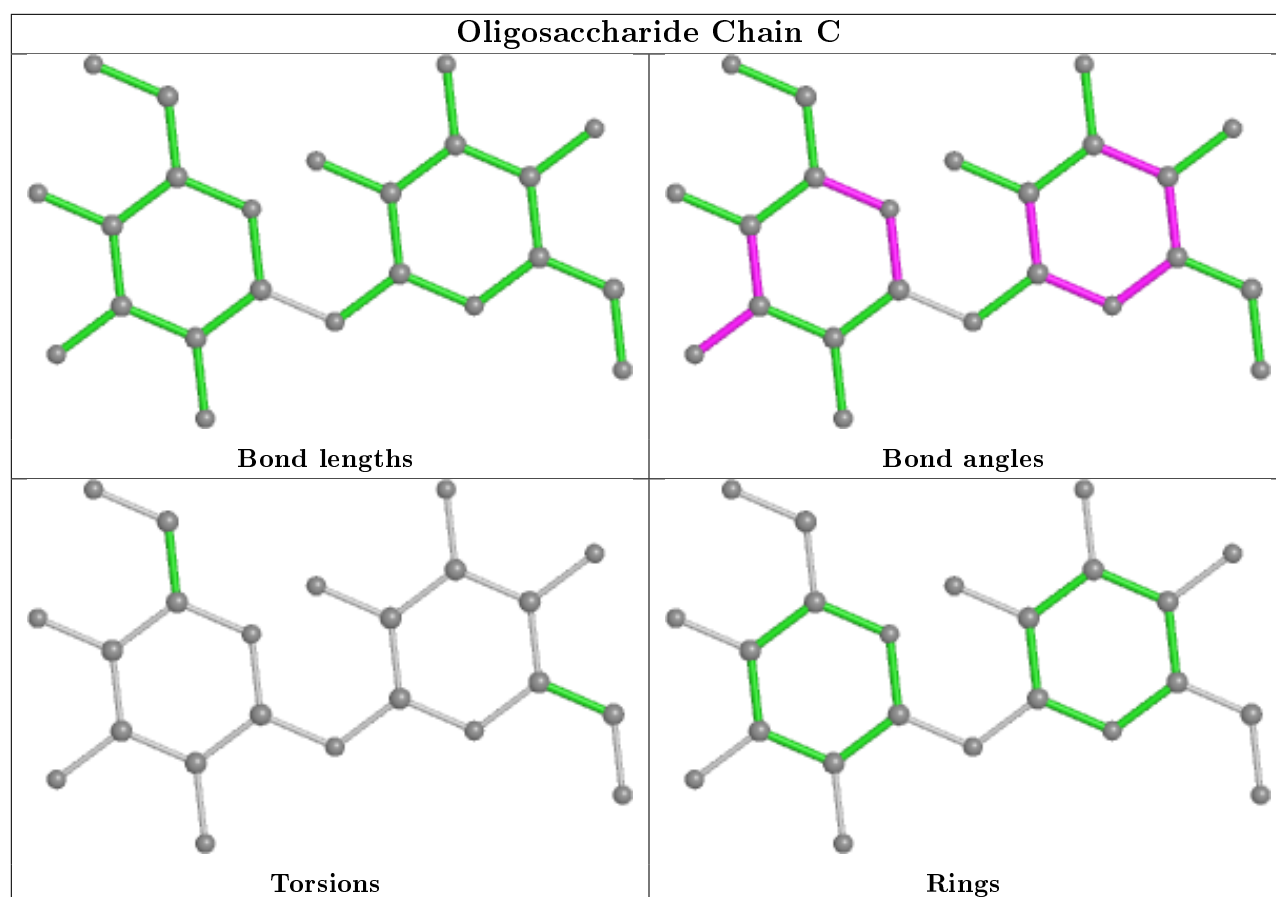 Oligosaccharide Chain C
Bond lengths
Bond angles
Torsions
Rings